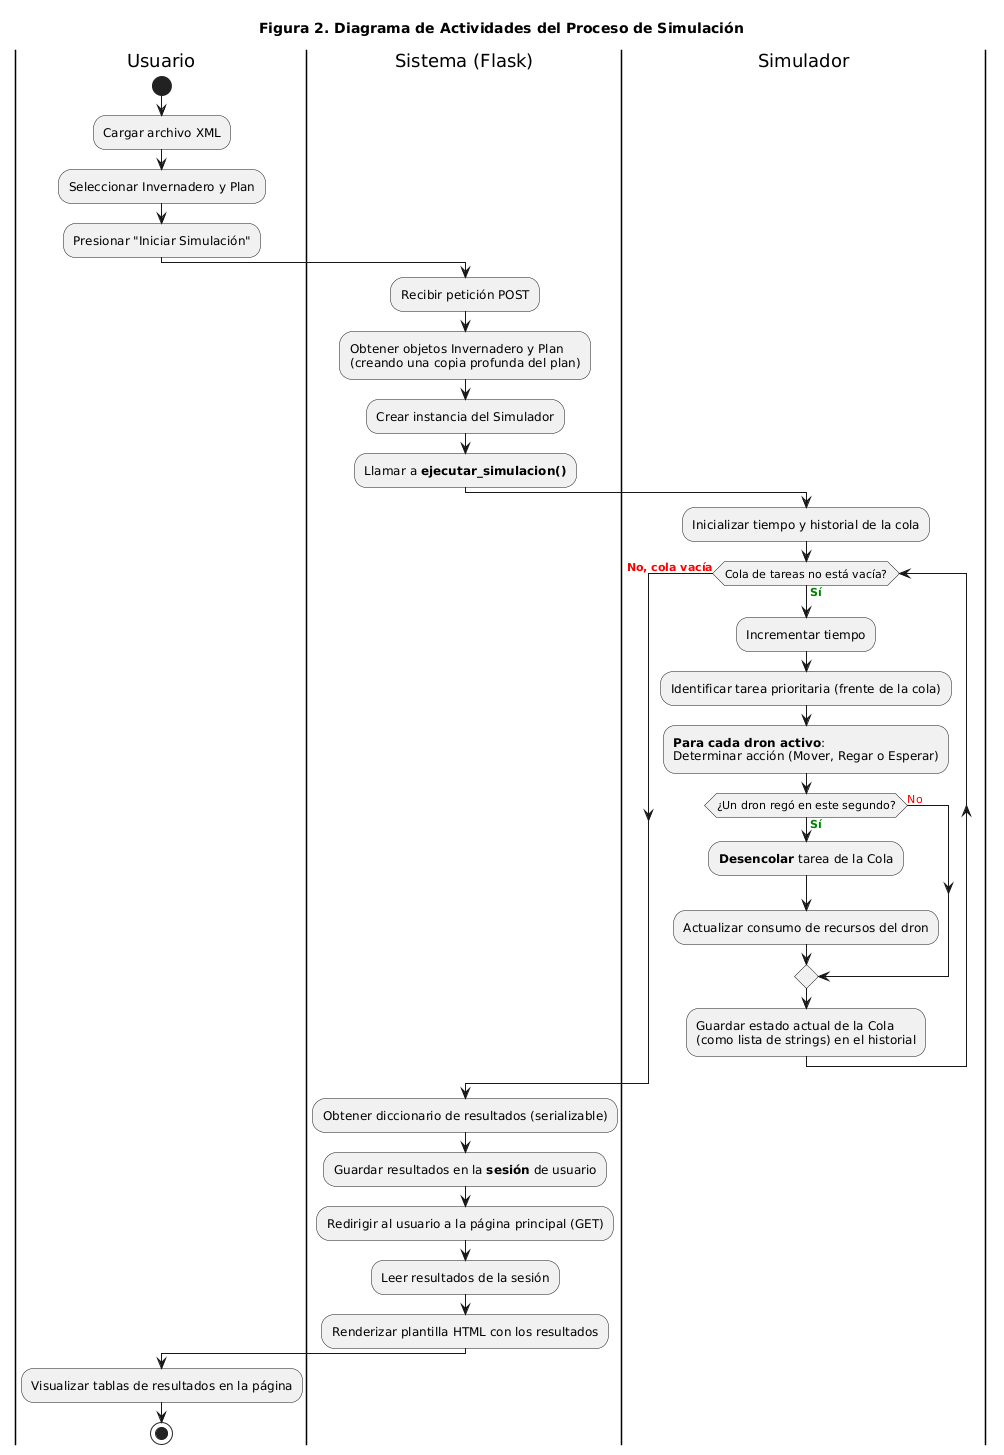 Figura 2. Diagrama de Actividades del Proceso de Simulación
Usuario
Sistema (Flask)
Simulador
Cargar archivo XML
Seleccionar Invernadero y Plan
Presionar "Iniciar Simulación"
Recibir petición POST
Obtener objetos Invernadero y Plan
(creando una copia profunda del plan)
Crear instancia del Simulador
Llamar a ejecutar_simulacion()
Inicializar tiempo y historial de la cola
No, cola vacía
Cola de tareas no está vacía?
Sí
Incrementar tiempo
Identificar tarea prioritaria (frente de la cola)
Para cada dron activo:
Determinar acción (Mover, Regar o Esperar)
¿Un dron regó en este segundo?
No
Sí
Desencolar tarea de la Cola
Actualizar consumo de recursos del dron
Guardar estado actual de la Cola
(como lista de strings) en el historial
Obtener diccionario de resultados (serializable)
Guardar resultados en la sesión de usuario
Redirigir al usuario a la página principal (GET)
Leer resultados de la sesión
Renderizar plantilla HTML con los resultados
Visualizar tablas de resultados en la página